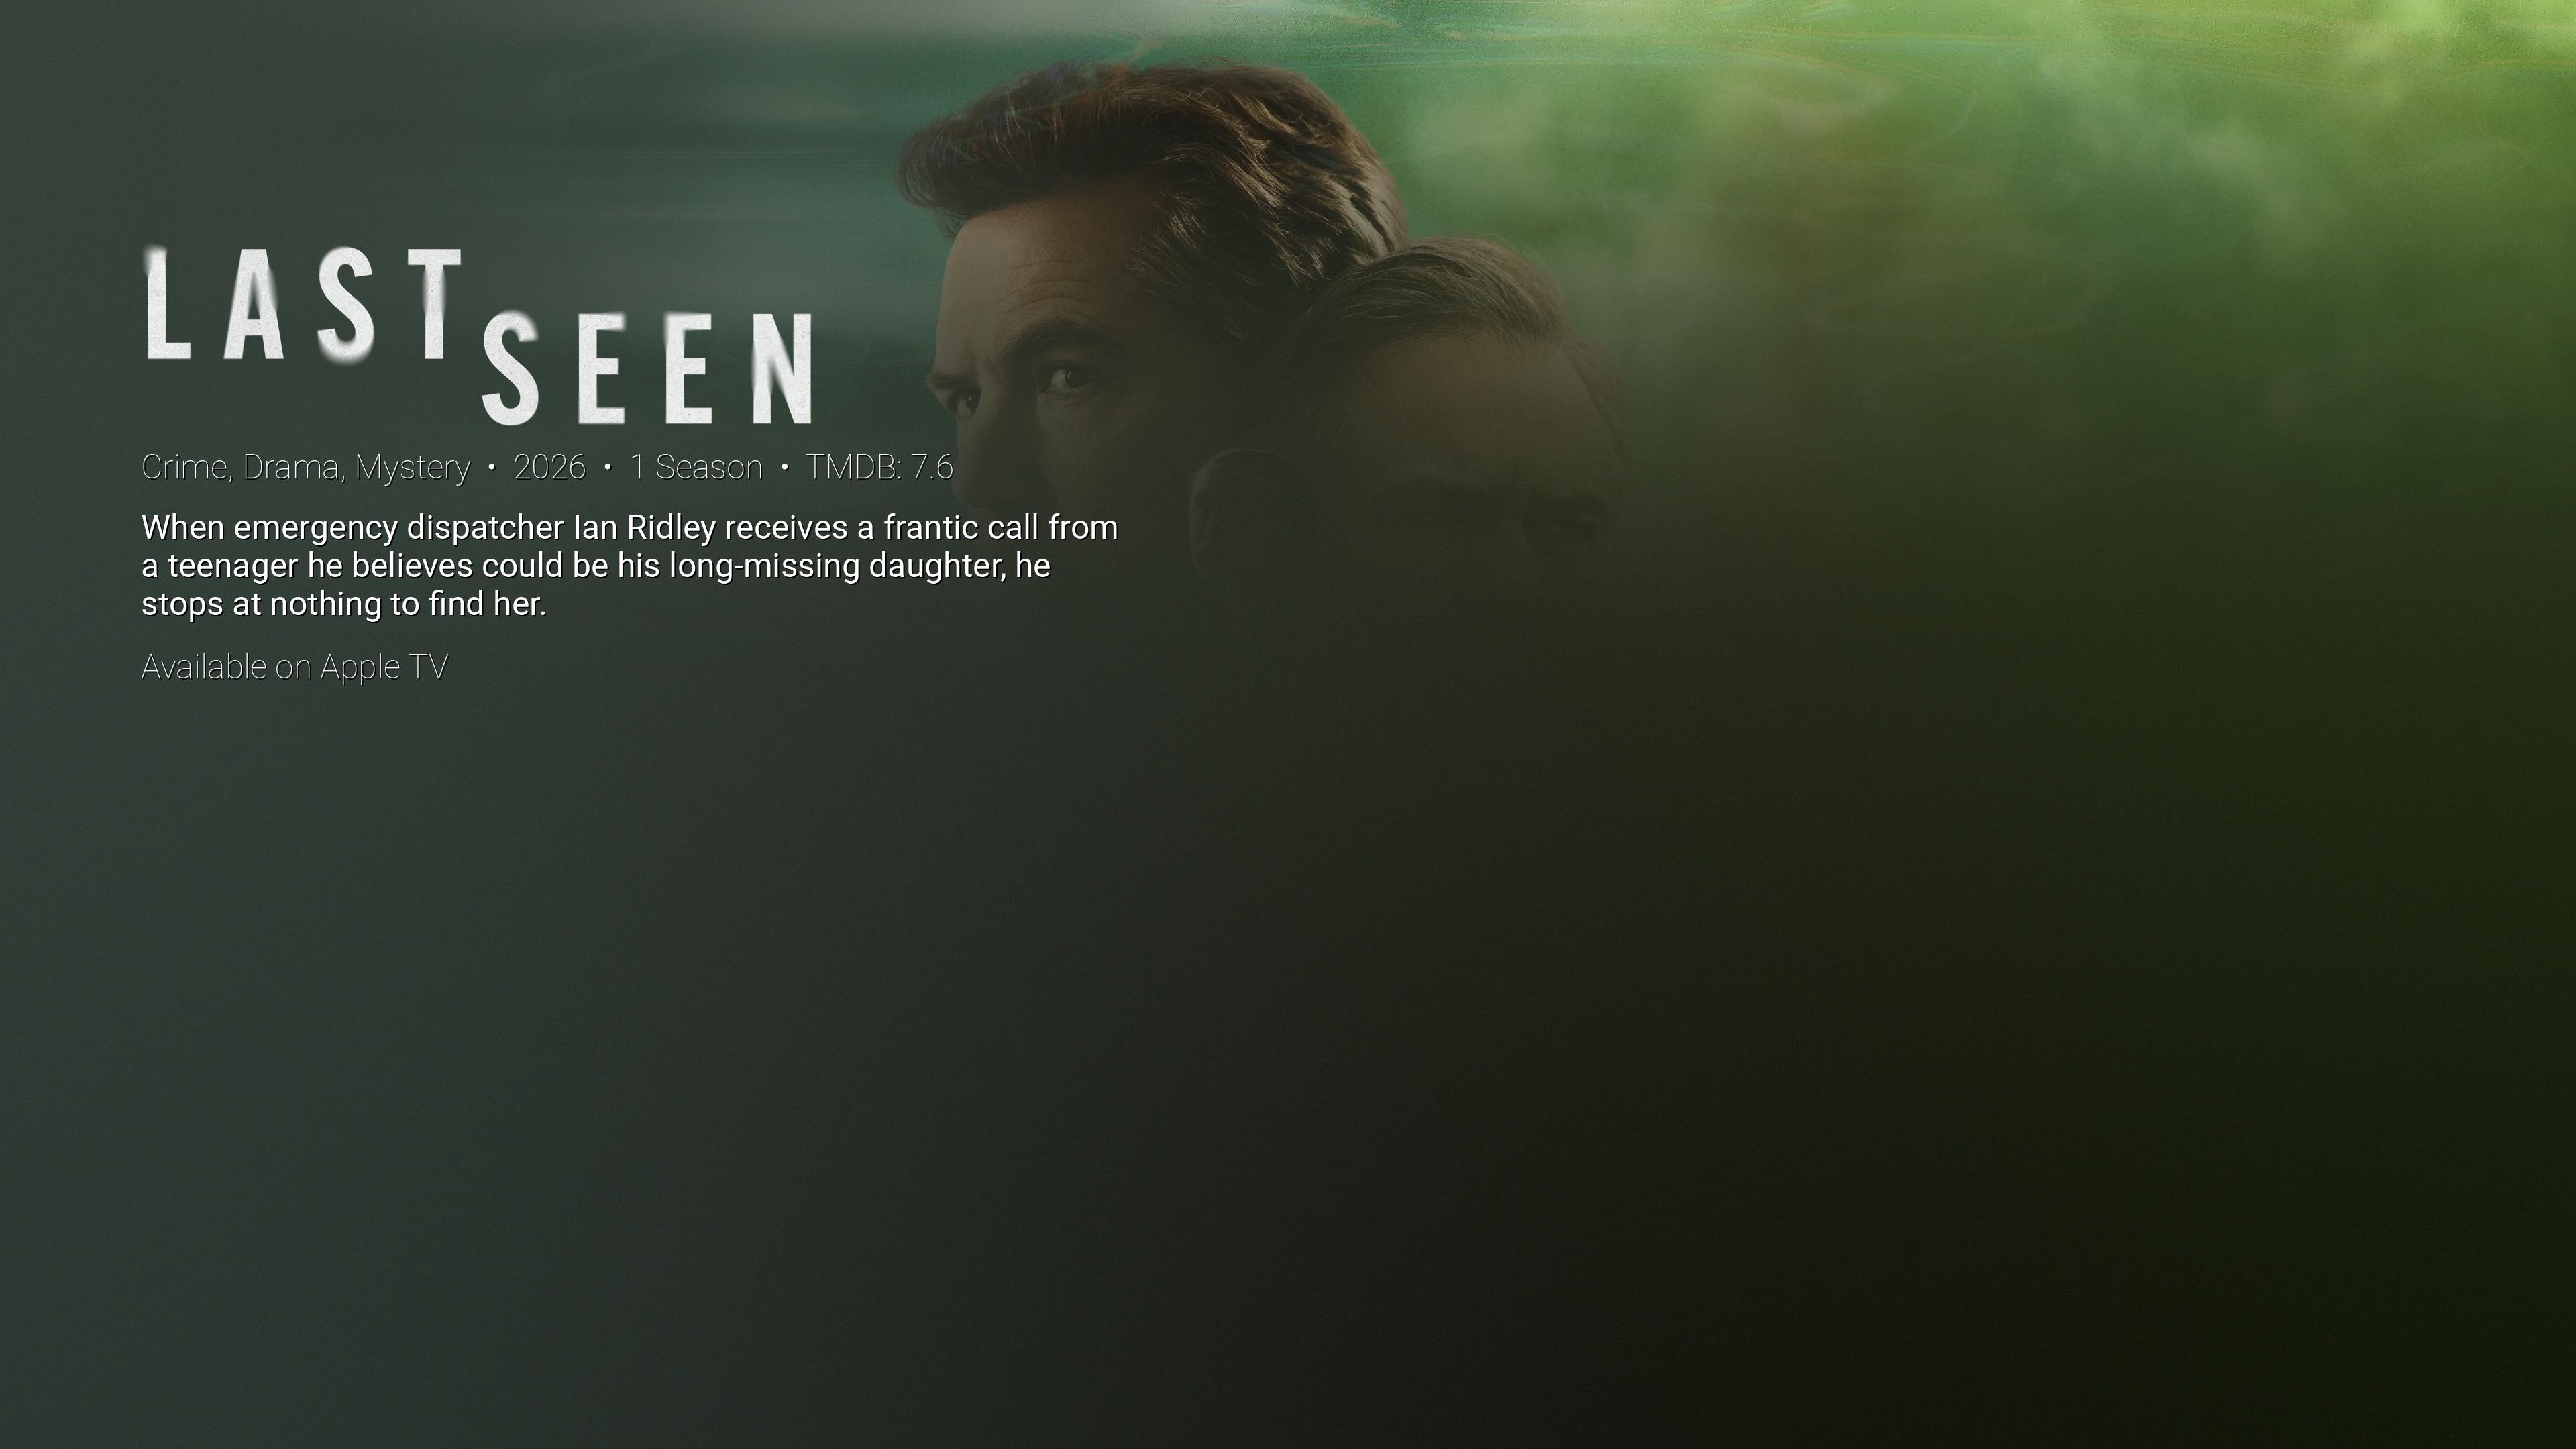 LAST SEEN
Crime, Drama, Mystery • 2026 • 1 Season • TMDB: 7.6
When emergency dispatcher Ian Ridley receives a frantic call from
a teenager he believes could be his long-missing daughter, he
stops at nothing to find her.
Available on Apple TV